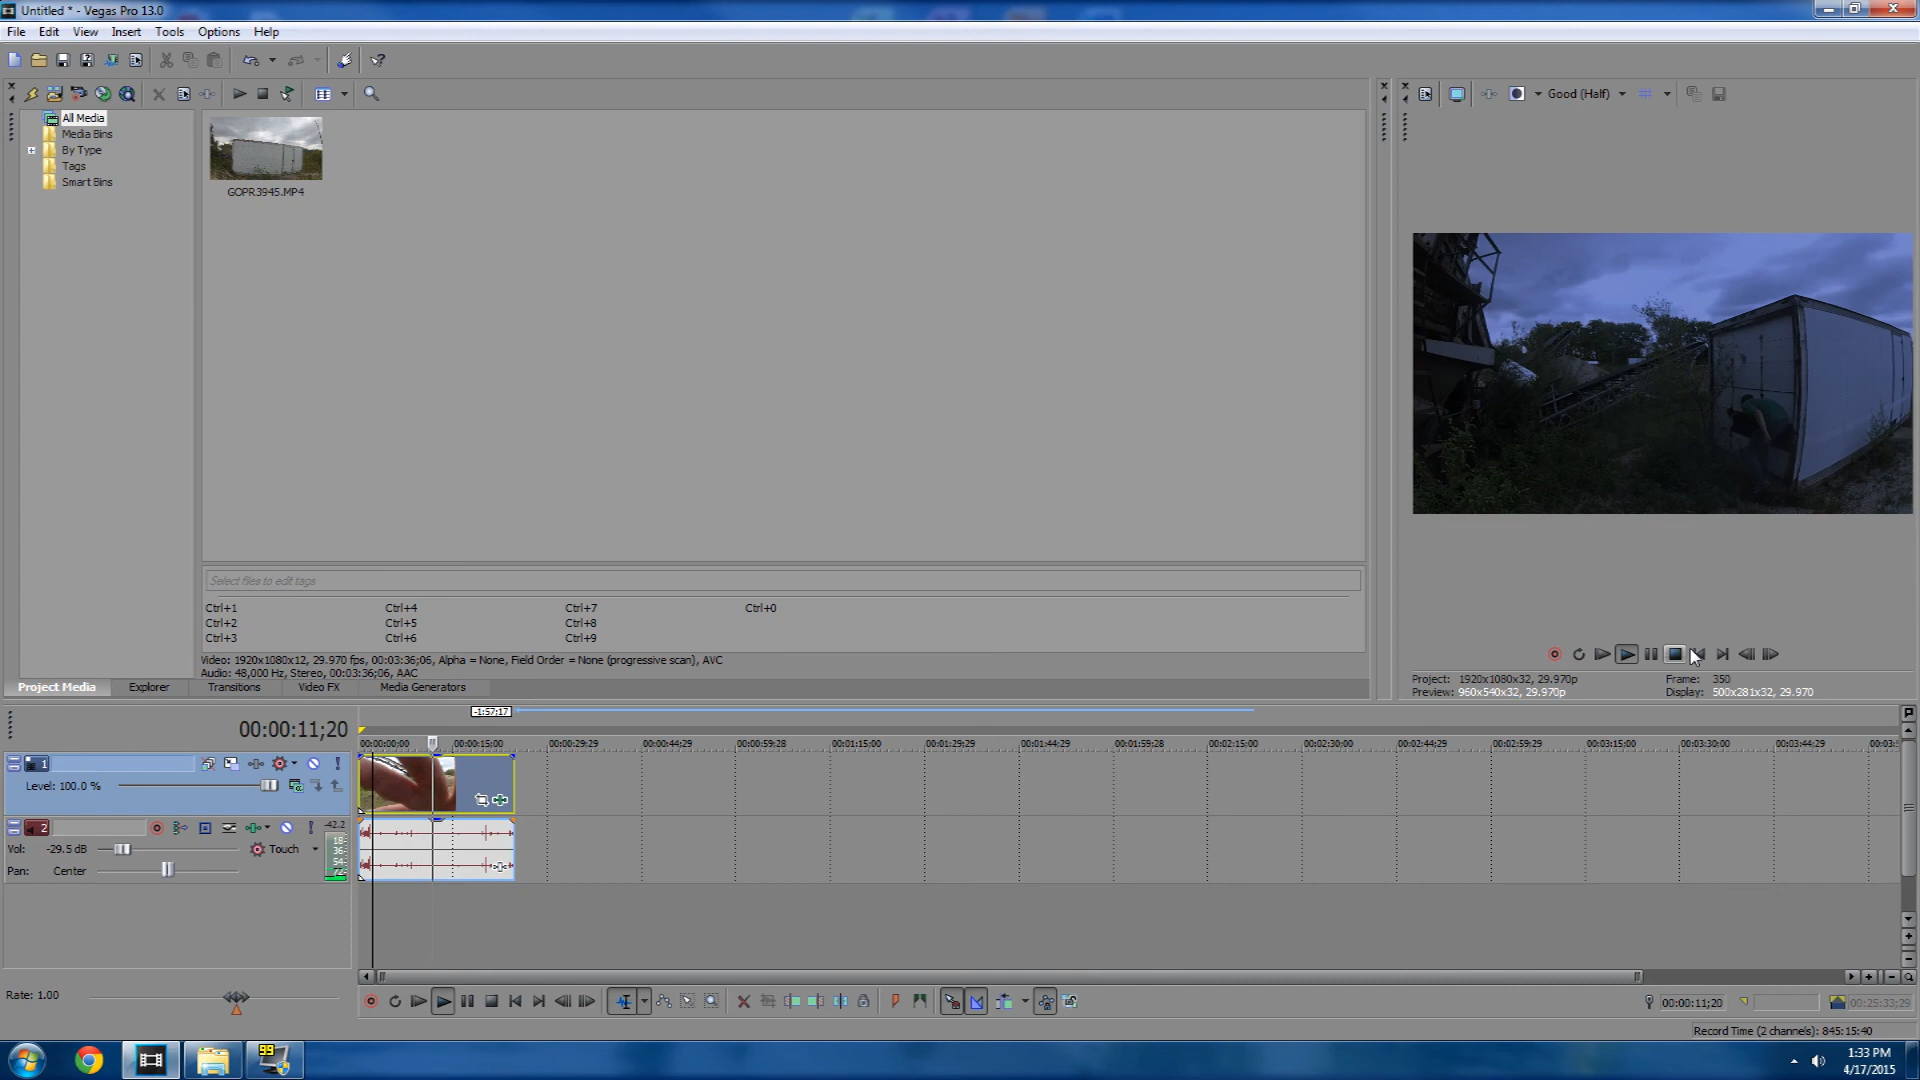 Untitled * - Vegas Pro 13.0
File Edit View Insert Tools Options Help
Good (Half)
All Media
Media Bins
By Type
Tags
Smart Bins
GOPR3945.MP4
Select files to edit tags
Ctrl+1 Ctrl+4 Ctrl+7 Ctrl+0
Ctrl+2 Ctrl+5 Ctrl+8
Ctrl+3 Ctrl+6 Ctrl+9
Video: 1920x1080x12, 29.970 fps, 00:03:36;06, Alpha = None, Field Order = None (progressive scan), AVC
Audio: 48,000 Hz, Stereo, 00:03:36;06, AAC
Project Media Explorer Transitions Video FX Media Generators
Project: 1920x1080x32, 29.970p Frame: 350
Preview: 960x540x32, 29.970p Display: 500x281x32, 29.970
-1:57;17
00:00:11;20
00:00:00;00 00:00:15;00 00:00:29;29 00:00:44;29 00:00:59;28 00:01:15;00 00:01:29;29 00:01:44;29 00:01:59;28 00:02:15;00 00:02:30;00 00:02:44;29 00:02:59;29 00:03:15;00 00:03:30;00 00:03:44;29
1
Level: 100.0 %
2 -42.2
Vol: -29.5 dB Touch
18
36
54
72
Pan: Center
Rate: 1.00
00:00:11;20 00:25:33;29
Record Time (2 channels): 845:15:40
99
1:33 PM
4/17/2015